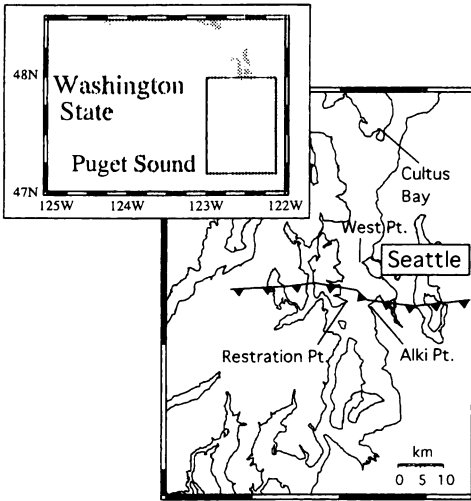 48N
Washington
State
Puget Sound
47N
125W 124W 123W 122W
Cultus
Bay
West Pt.
Seattle
Restration Pt.
Alki Pt.
km
0 5 10